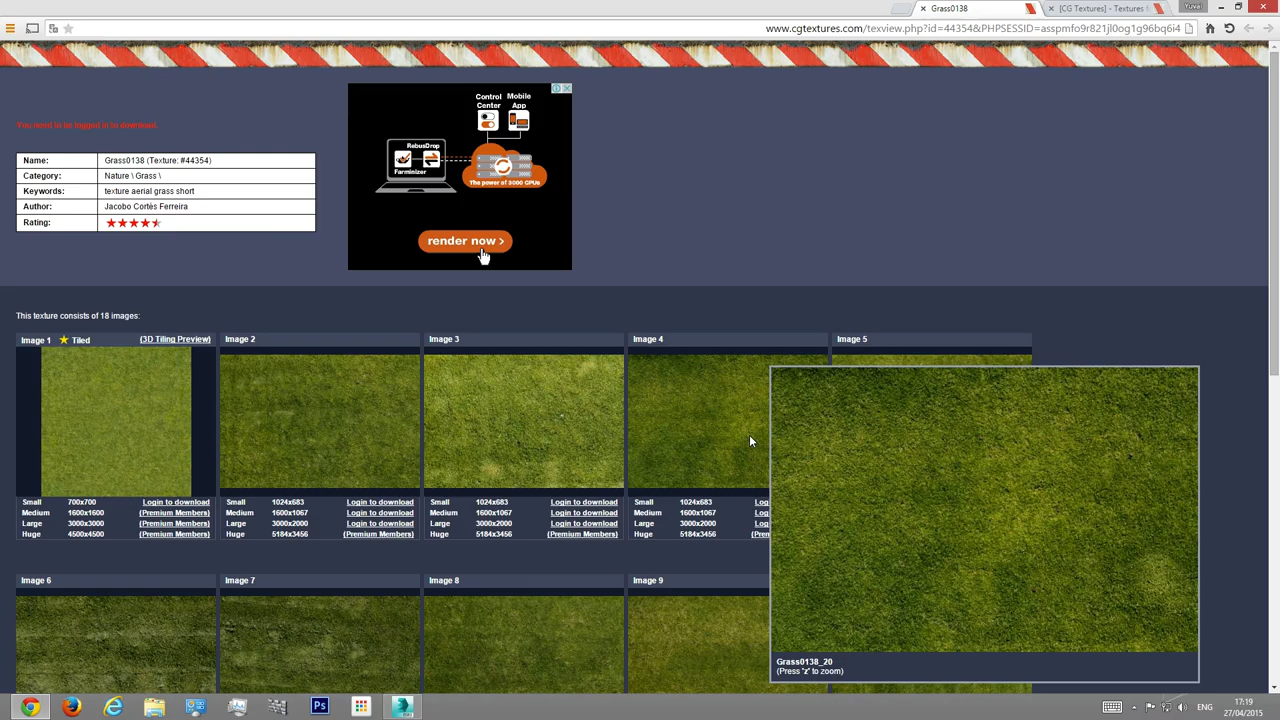 Yuval
Grass0138
[CG Textures] - Textures f
www.cgtextures.com/texview.php?id=44354&PHPSESSID=asspmfo9r821jl0og1g96bq6i4
Control Center
Mobile App
RebusDrop
Farminizer
The power of 3000 CPUs
render now >
You need to be logged in to download.
Name: Grass0138 (Texture: #44354)
Category: Nature \ Grass \
Keywords: texture aerial grass short
Author: Jacobo Cortés Ferreira
Rating:
This texture consists of 18 images:
Image 1 Tiled (3D Tiling Preview)
Image 2
Image 3
Image 4
Image 5
Small 700x700 Login to download
Medium 1600x1600 (Premium Members)
Large 3000x3000 (Premium Members)
Huge 4500x4500 (Premium Members)
Small 1024x683 Login to download
Medium 1600x1067 Login to download
Large 3000x2000 Login to download
Huge 5184x3456 (Premium Members)
Small 1024x683 Login to download
Medium 1600x1067 Login to download
Large 3000x2000 Login to download
Huge 5184x3456 (Premium Members)
Small 1024x683 Log
Medium 1600x1067 Log
Large 3000x2000 Log
Huge 5184x3456 (Prem
Image 6
Image 7
Image 8
Image 9
Grass0138_20
(Press 'z' to zoom)
Ps
ENG
17:19
27/04/2015